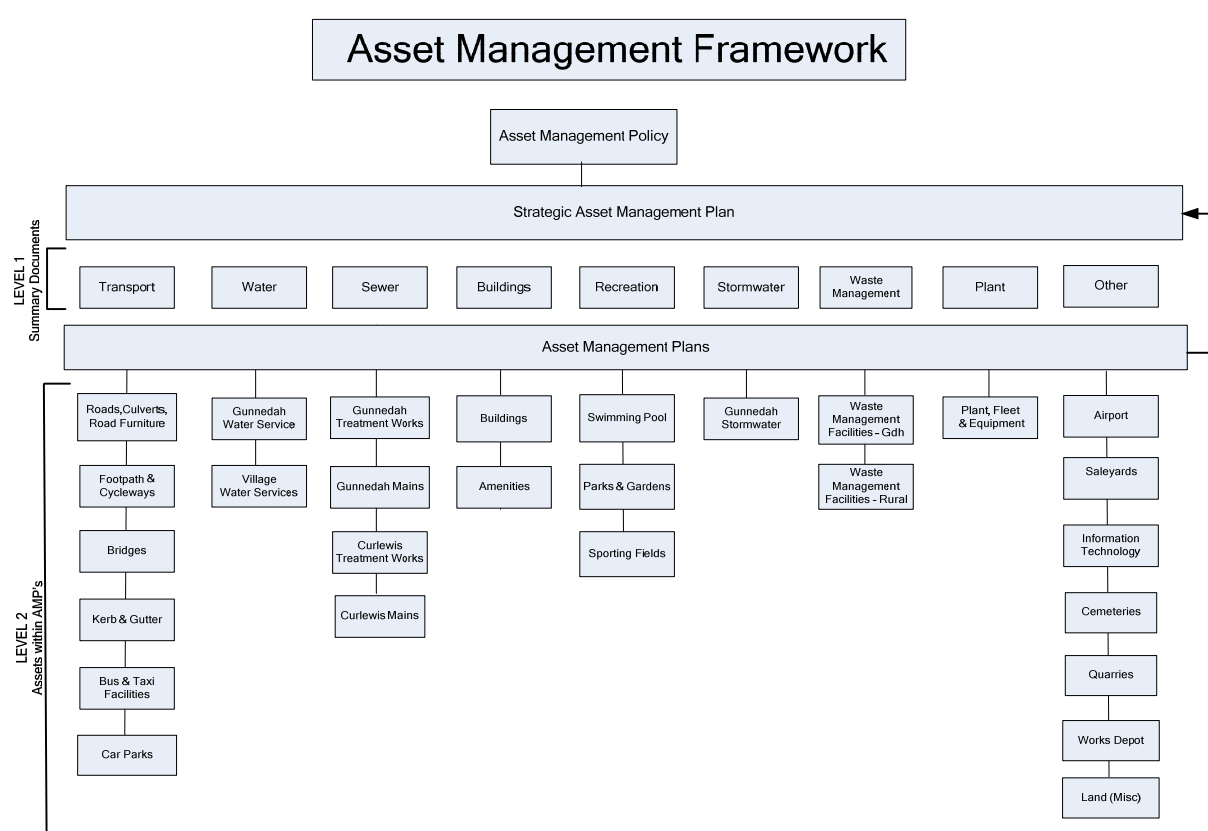 Asset Management Framework
Asset Management Policy
Strategic Asset Management Plan
LEVEL 1
Summary Documents
Transport
Water
Sewer
Buildings
Recreation
Stormwater
Waste
Management
Plant
Other
Asset Management Plans
LEVEL 2
Assets within AMP's
Roads,Culverts,
Road Furniture
Footpath &
Cycleways
Bridges
Kerb & Gutter
Bus & Taxi
Facilities
Car Parks
Gunnedah
Water Service
Village
Water Services
Gunnedah
Treatment Works
Gunnedah Mains
Curlewis
Treatment Works
Curlewis Mains
Buildings
Amenities
Swimming Pool
Parks & Gardens
Sporting Fields
Gunnedah
Stormwater
Waste
Management
Facilities - Gdh
Waste
Management
Facilities - Rural
Plant, Fleet
& Equipment
Airport
Saleyards
Information
Technology
Cemeteries
Quarries
Works Depot
Land (Misc)